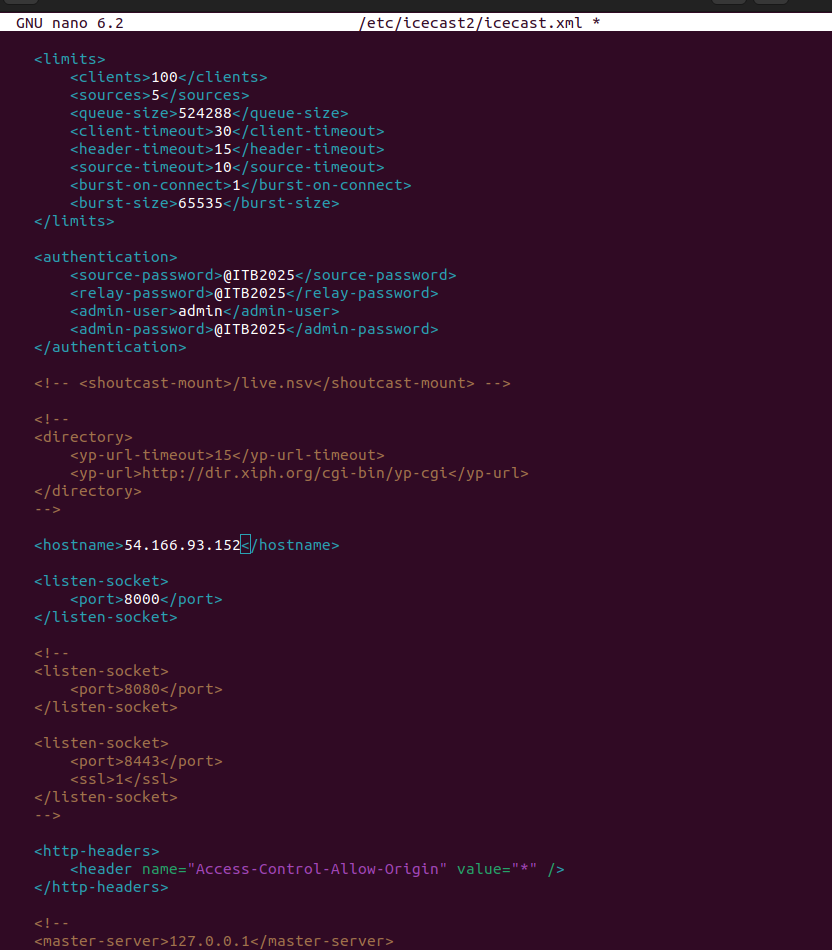 GNU nano 6.2 /etc/icecast2/icecast.xml *
<limits>
<clients>100</clients>
<sources>5</sources>
<queue-size>524288</queue-size>
<client-timeout>30</client-timeout>
<header-timeout>15</header-timeout>
<source-timeout>10</source-timeout>
<burst-on-connect>1</burst-on-connect>
<burst-size>65535</burst-size>
</limits>
<authentication>
<source-password>@ITB2025</source-password>
<relay-password>@ITB2025</relay-password>
<admin-user>admin</admin-user>
<admin-password>@ITB2025</admin-password>
</authentication>
<!-- <shoutcast-mount>/live.nsv</shoutcast-mount> -->
<!--
<directory>
<yp-url-timeout>15</yp-url-timeout>
<yp-url>http://dir.xiph.org/cgi-bin/yp-cgi</yp-url>
</directory>
-->
<hostname>54.166.93.152</hostname>
<listen-socket>
<port>8000</port>
</listen-socket>
<!--
<listen-socket>
<port>8080</port>
</listen-socket>
<listen-socket>
<port>8443</port>
<ssl>1</ssl>
</listen-socket>
-->
<http-headers>
<header name="Access-Control-Allow-Origin" value="*" />
</http-headers>
<!--
<master-server>127.0.0.1</master-server>